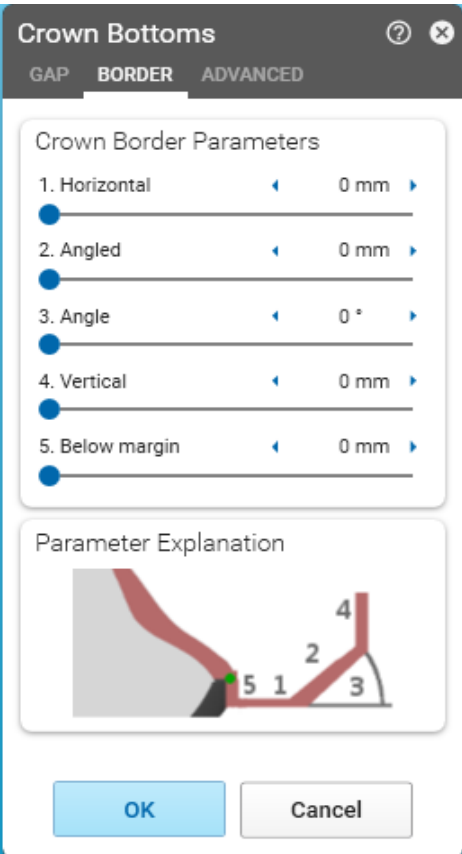 Crown Bottoms
GAP BORDER ADVANCED
Crown Border Parameters
1. Horizontal 0 mm
2. Angled 0 mm
3. Angle 0 °
4. Vertical 0 mm
5. Below margin 0 mm
Parameter Explanation
4
2
5 1 3
OK Cancel